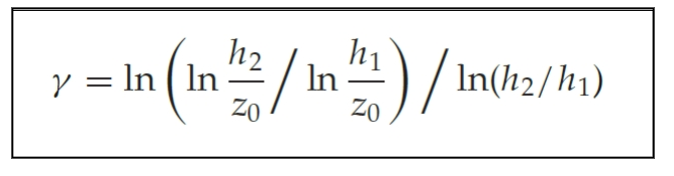 γ = ln(ln h₂/z₀ / ln h₁/z₀) / ln(h₂/h₁)